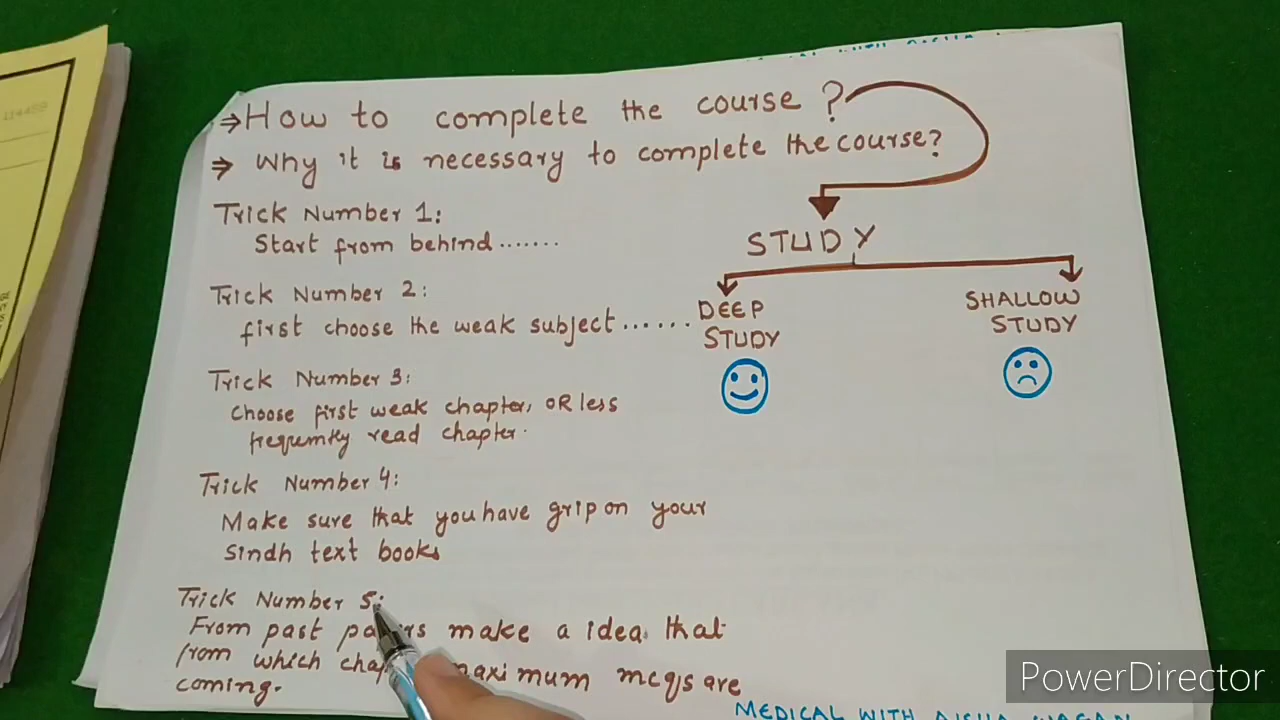 ⇒ How to complete the course?
⇒ Why it is necessary to complete the course?
Trick Number 1:
Start from behind.......
Trick Number 2:
first choose the weak subject......
Trick Number 3:
Choose first weak chapter, OR less
frequently read chapter.
Trick Number 4:
Make sure that you have grip on your
Sindh text books
Trick Number 5:
From past papers make a idea that
from which maximum mcqs are
coming.
STUDY
DEEP
STUDY
SHALLOW
STUDY
MEDICAL WITH AISHA
PowerDirector